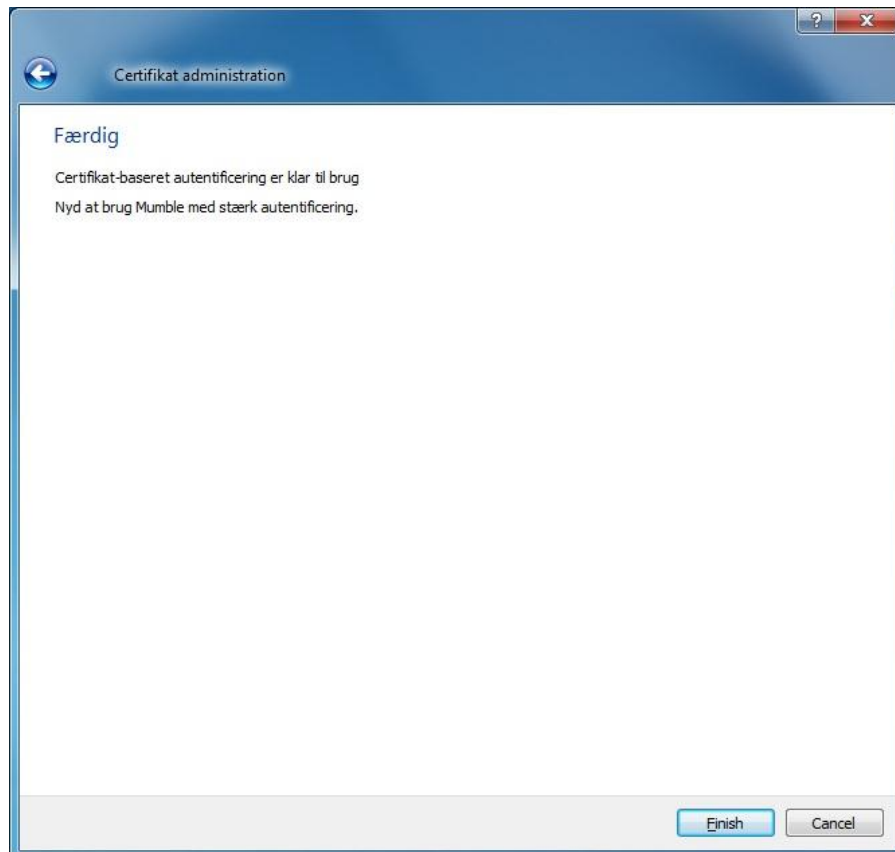 ?
Certifikat administration
Færdig
Certifikat-baseret autentificering er klar til brug
Nyd at brug Mumble med stærk autentificering.
Finish
Cancel